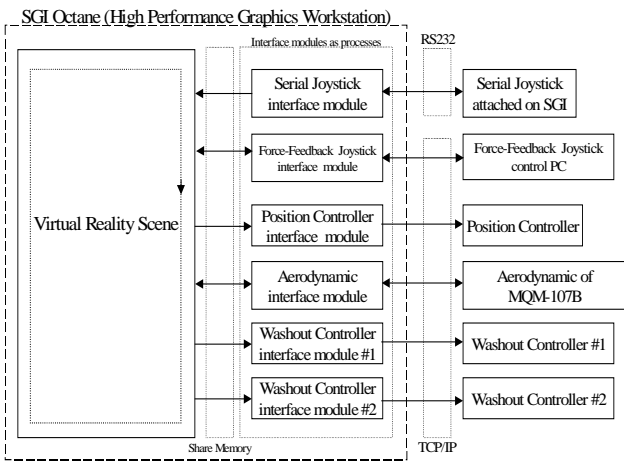 SGI Octane (High Performance Graphics Workstation)
Interface modules as processes
RS232
Serial Joystick
interface module
Serial Joystick
attached on SGI
Force-Feedback Joystick
interface module
Force-Feedback Joystick
control PC
Virtual Reality Scene
Position Controller
interface module
Position Controller
Aerodynamic
interface module
Aerodynamic of
MQM-107B
Washout Controller
interface module #1
Washout Controller #1
Washout Controller
interface module #2
Washout Controller #2
Share Memory
TCP/IP